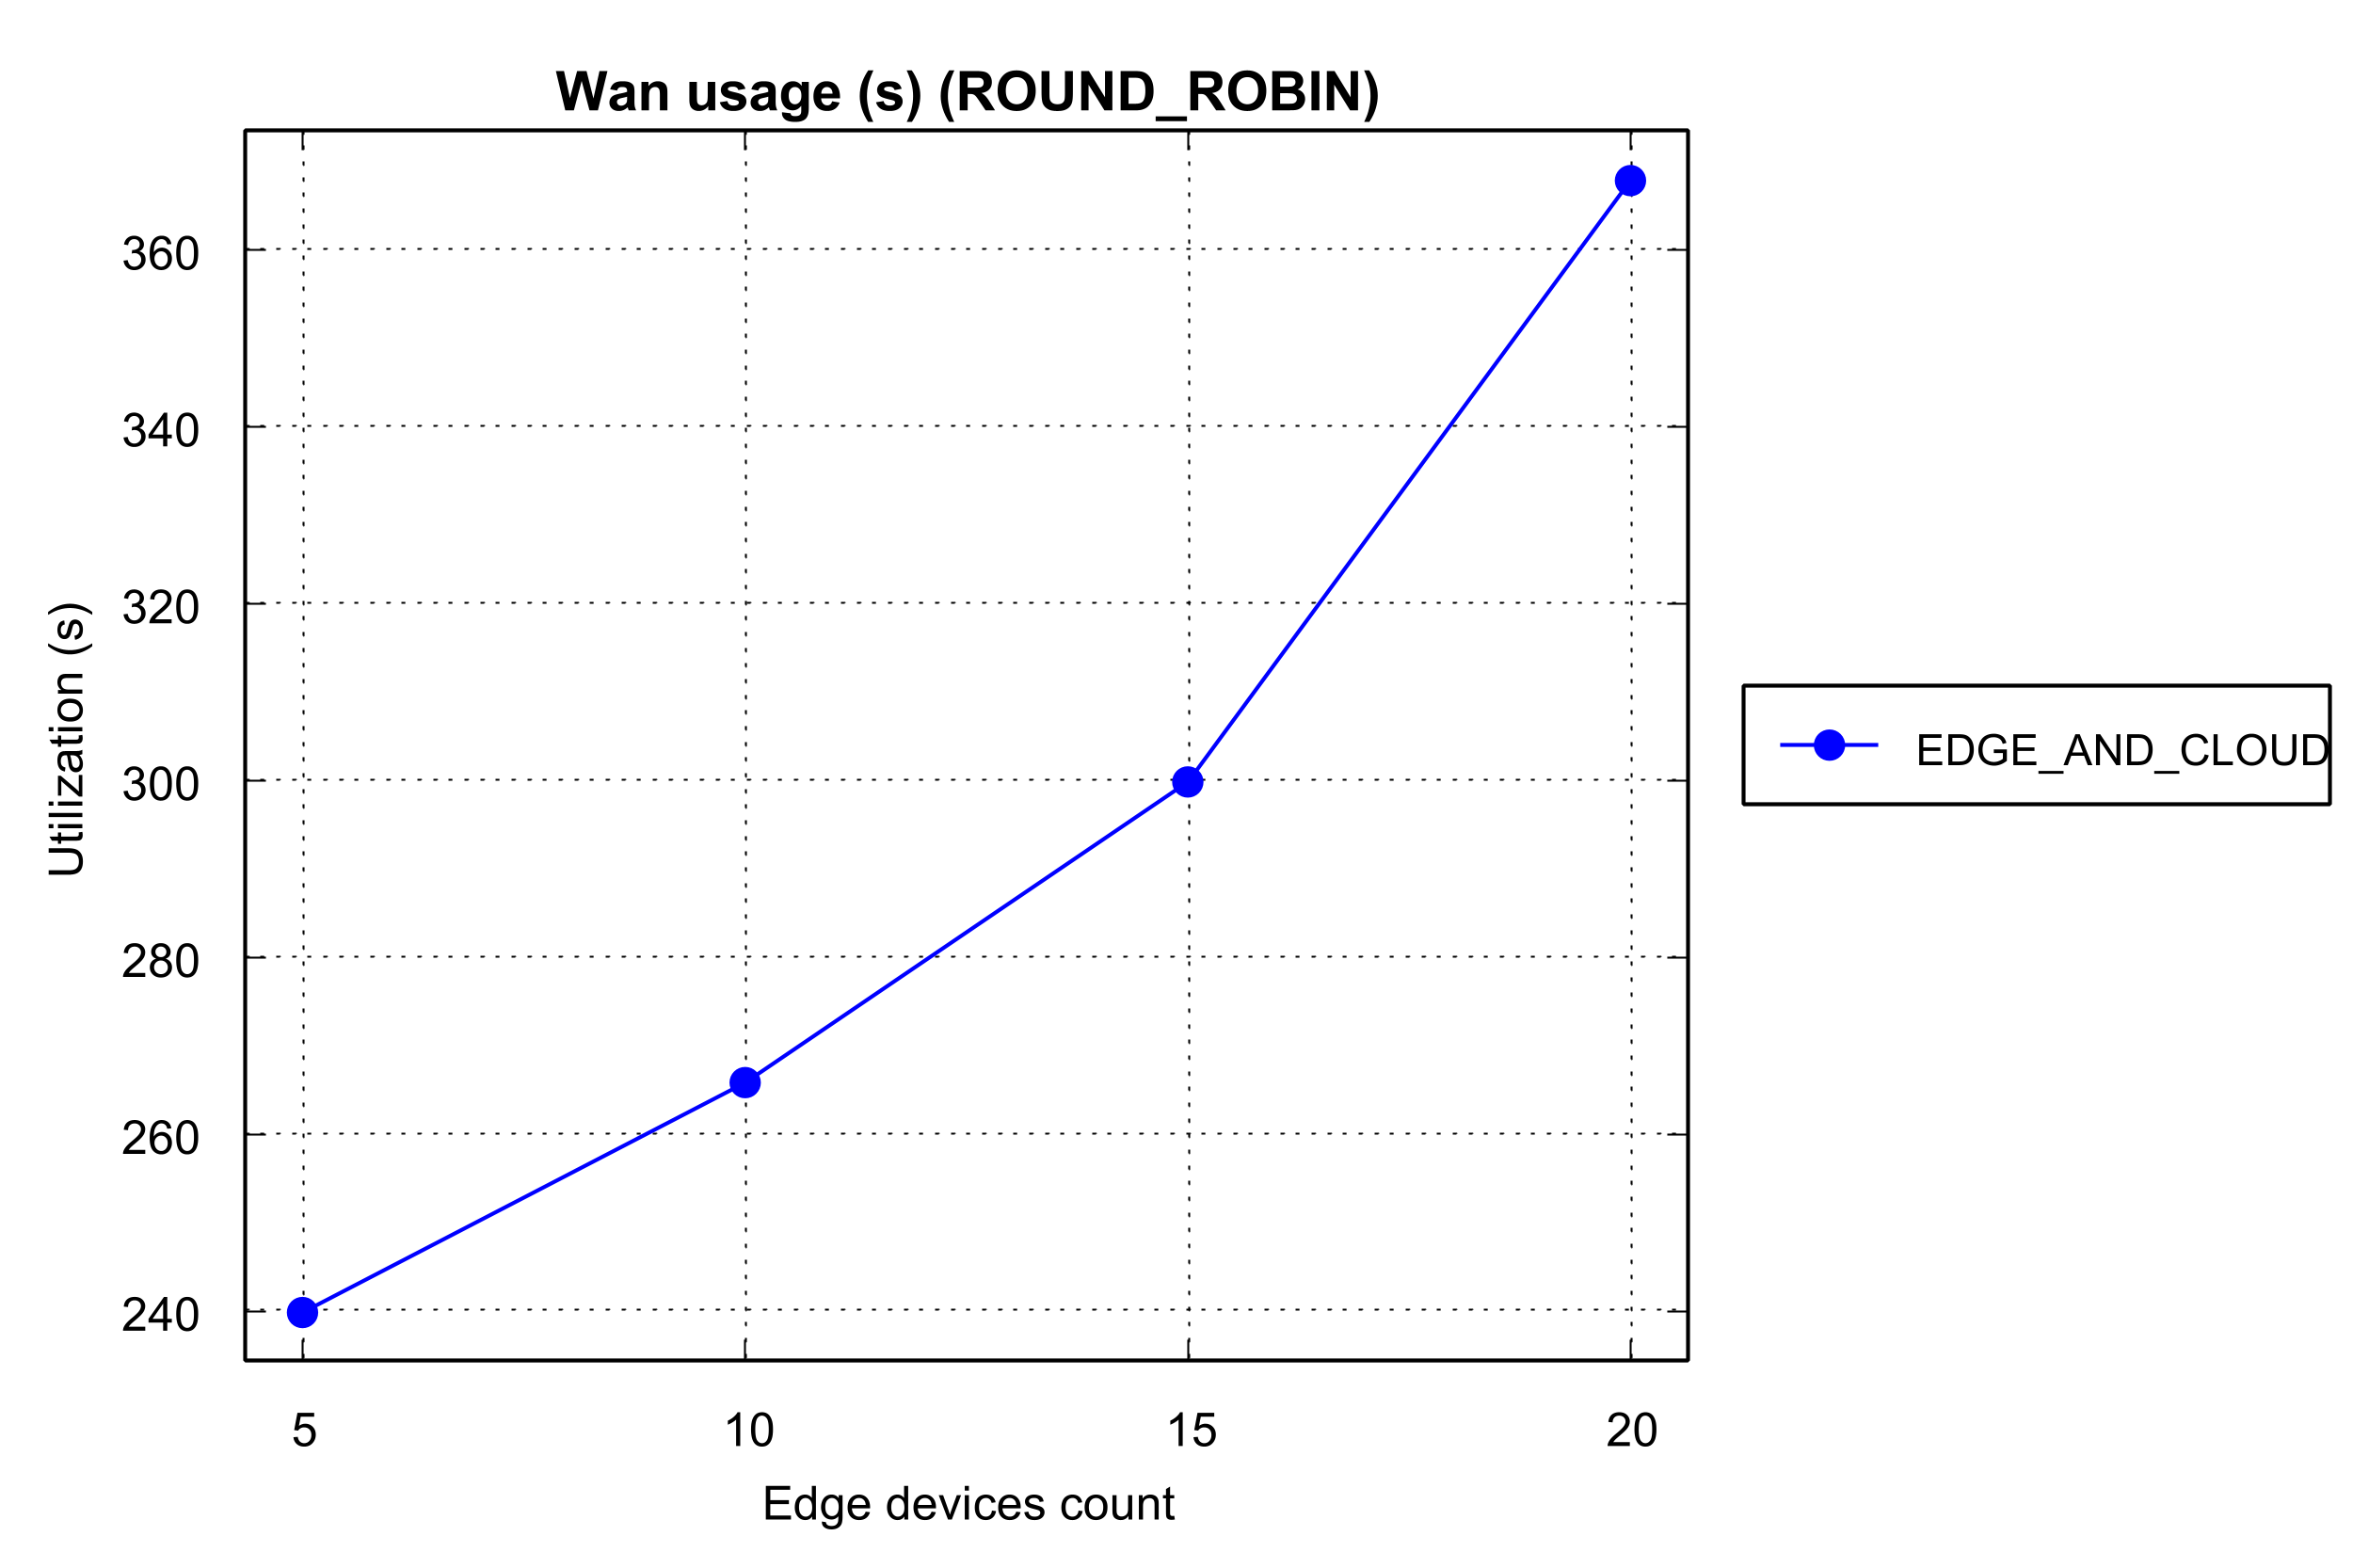 Wan usage (s) (ROUND_ROBIN)
360
340
320
300
280
260
240
Utilization (s)
5 10 15 20
Edge devices count
EDGE_AND_CLOUD